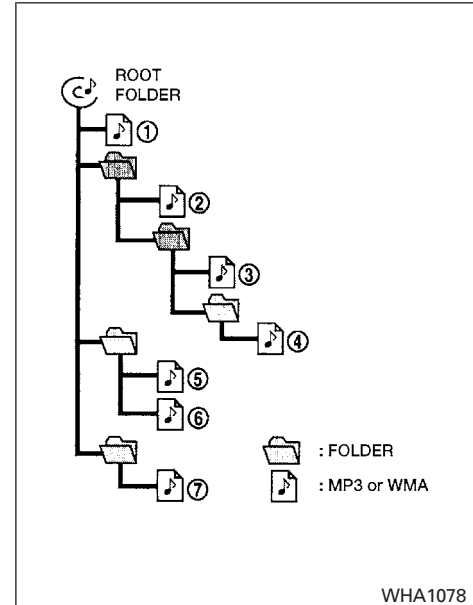 ROOT
FOLDER
①
②
③
④
⑤
⑥
⑦
: FOLDER
: MP3 or WMA
WHA1078